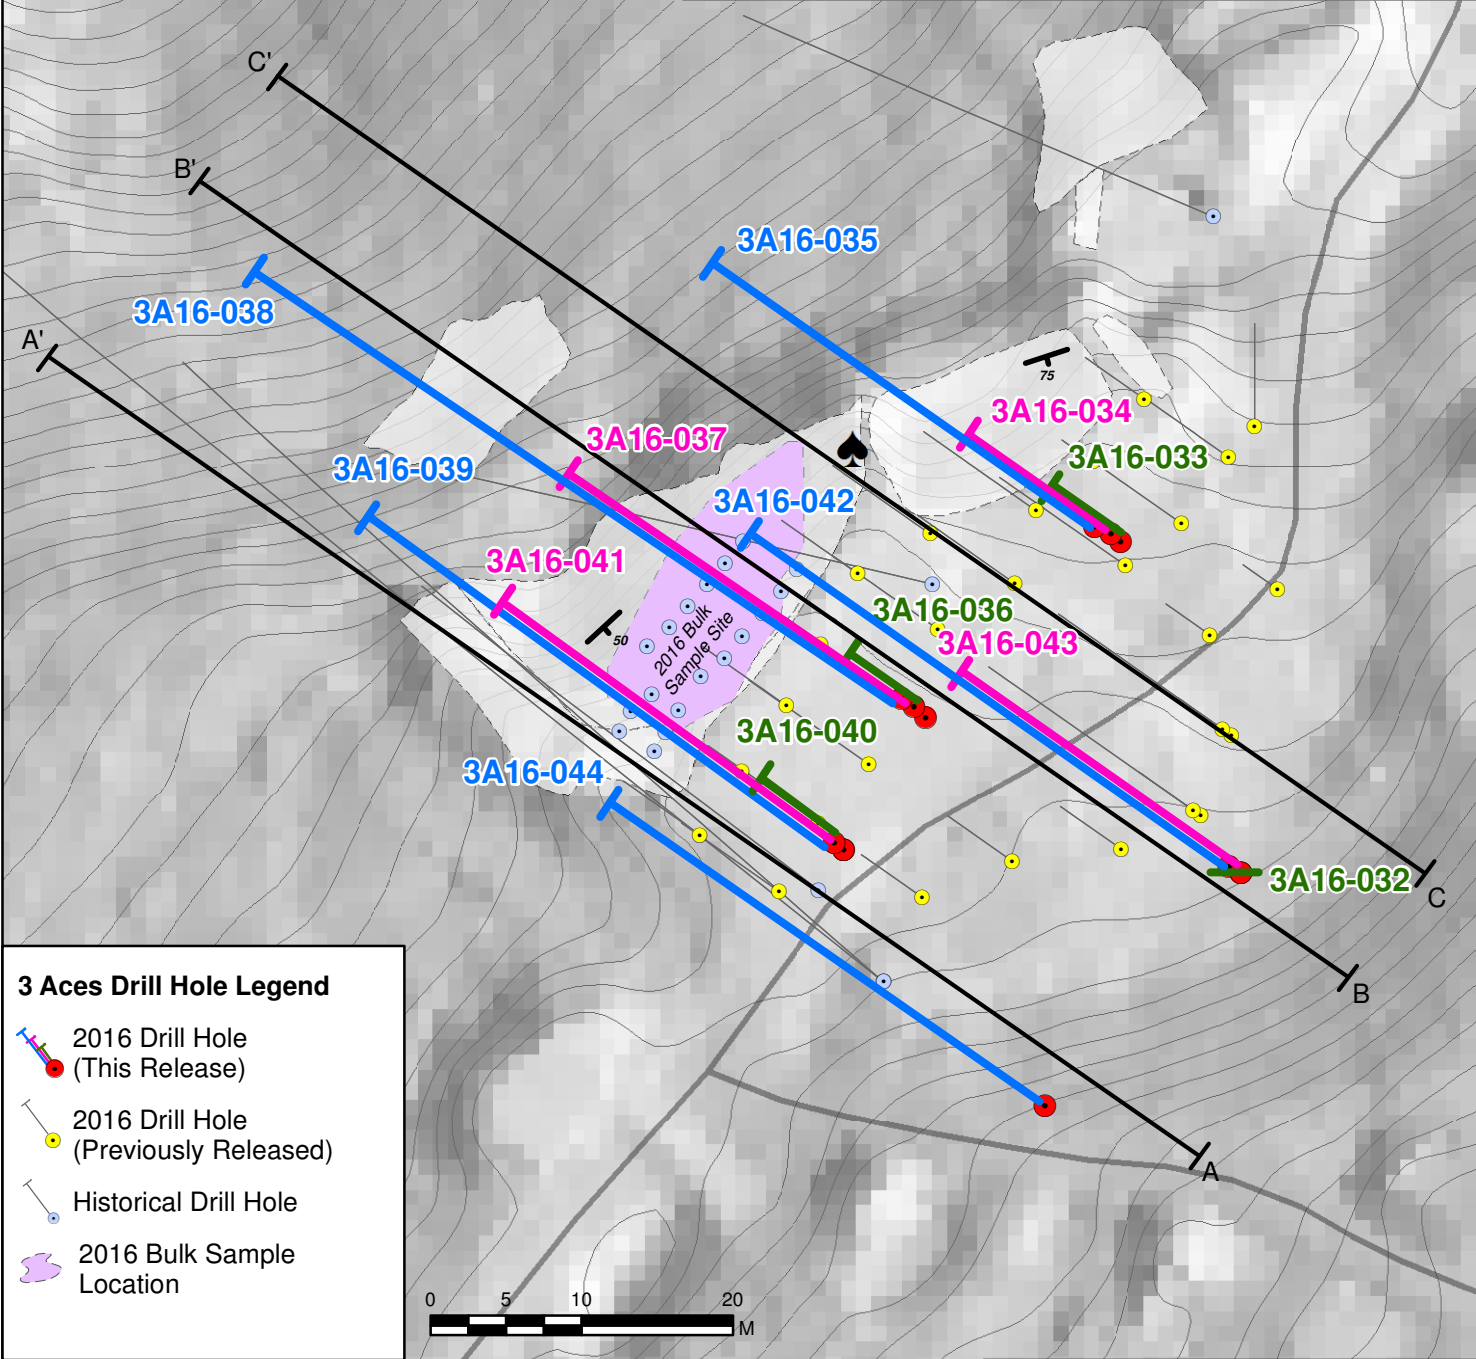 C'
B'
3A16-035
3A16-038
A'
75
3A16-034
3A16-037
3A16-033
3A16-039
3A16-042
3A16-041
3A16-036
50
2016 Bulk
Sample Site
3A16-043
3A16-040
3A16-044
3A16-032
C
B
A
3 Aces Drill Hole Legend
2016 Drill Hole
(This Release)
2016 Drill Hole
(Previously Released)
Historical Drill Hole
2016 Bulk Sample
Location
0 5 10 20
M